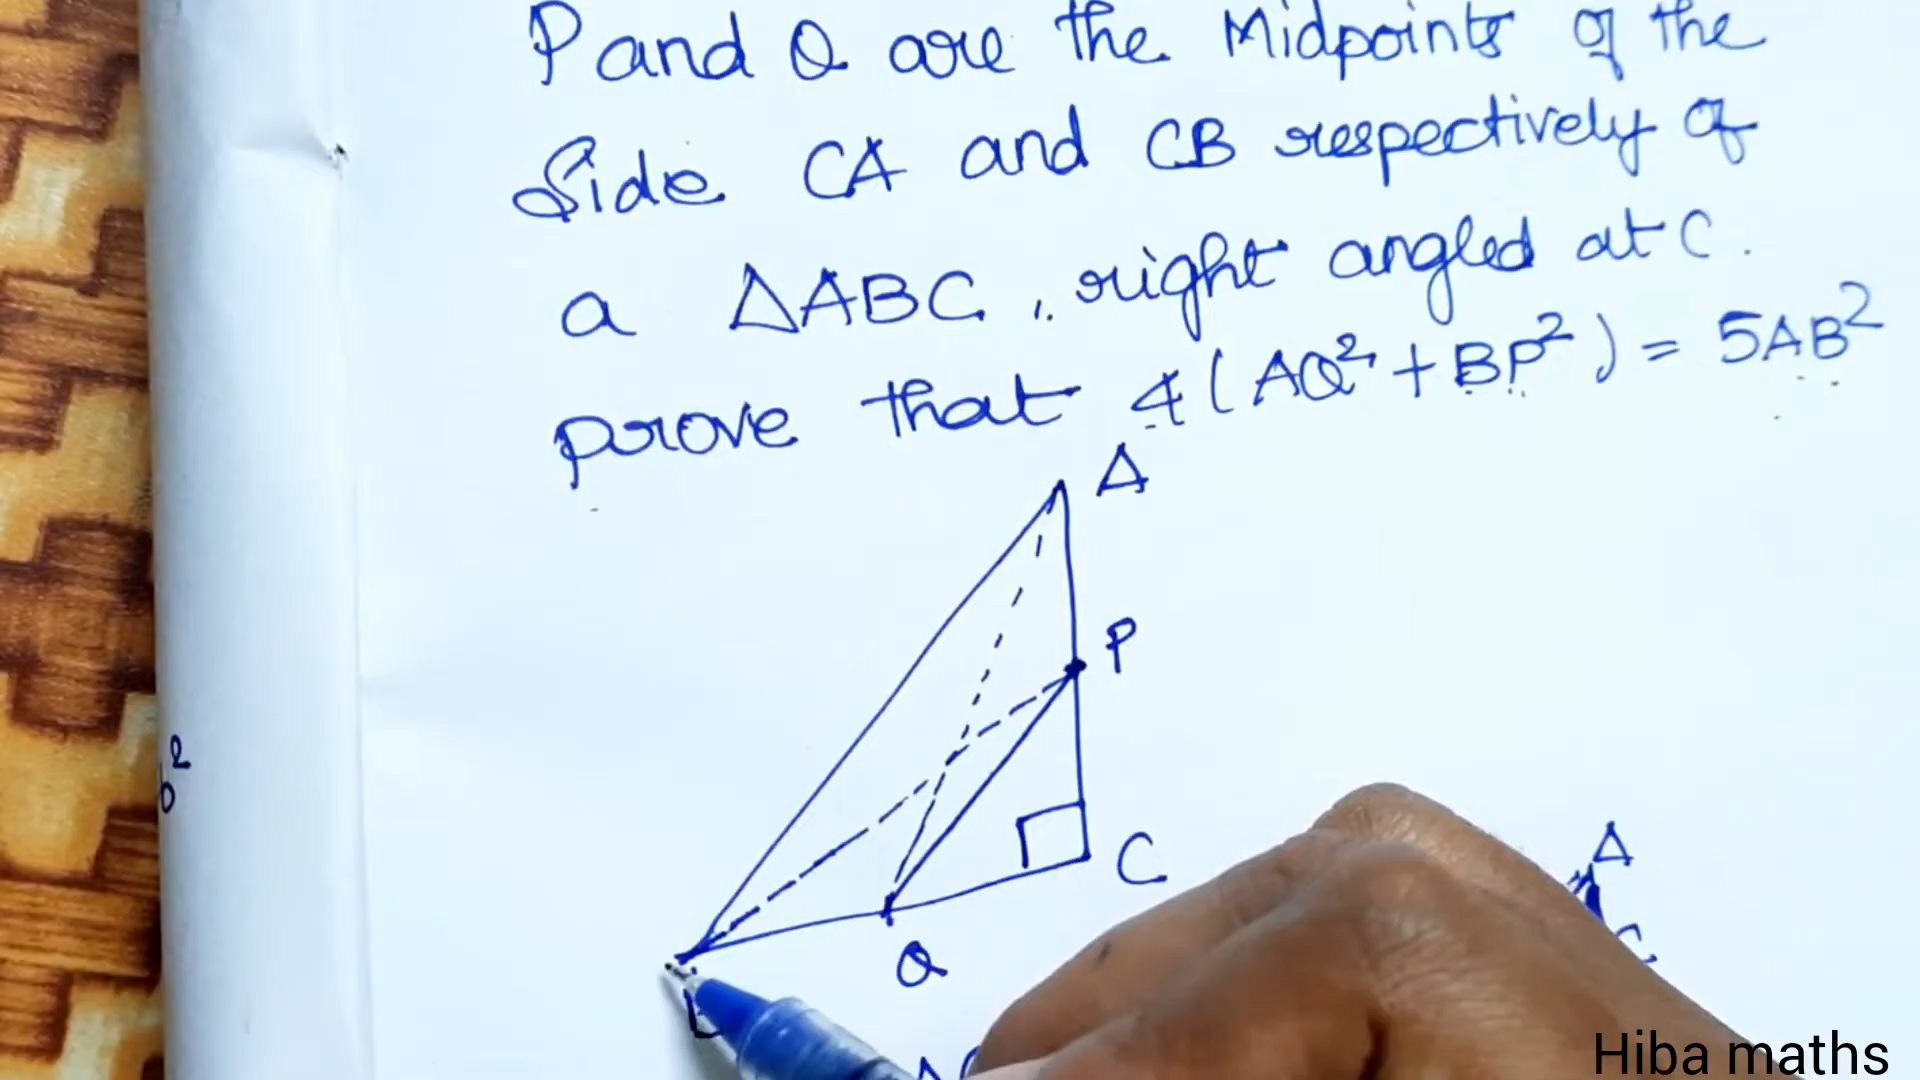 P and Q are the Midpoints of the
Side CA and CB respectively of
a ΔABC, right angled at C.
prove that 4(AQ² + BP²) = 5AB²
A
P
C
Q
b²
A
C
Hiba maths